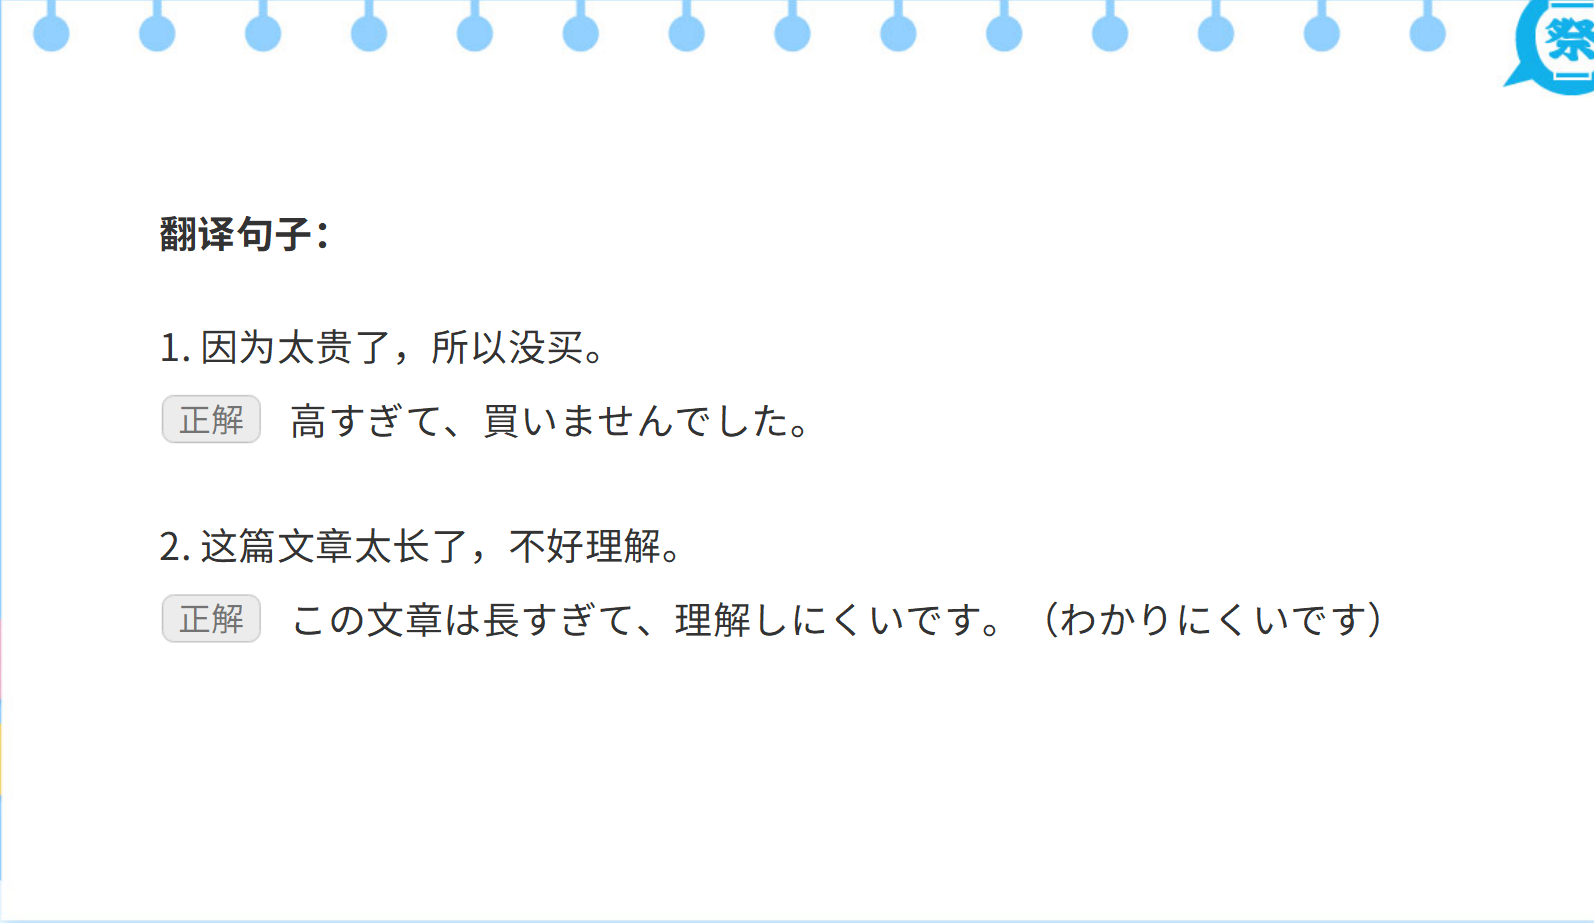 祭
翻译句子：
1. 因为太贵了，所以没买。
正解 高すぎて、買いませんでした。
2. 这篇文章太长了，不好理解。
正解 この文章は長すぎて、理解しにくいです。（わかりにくいです）